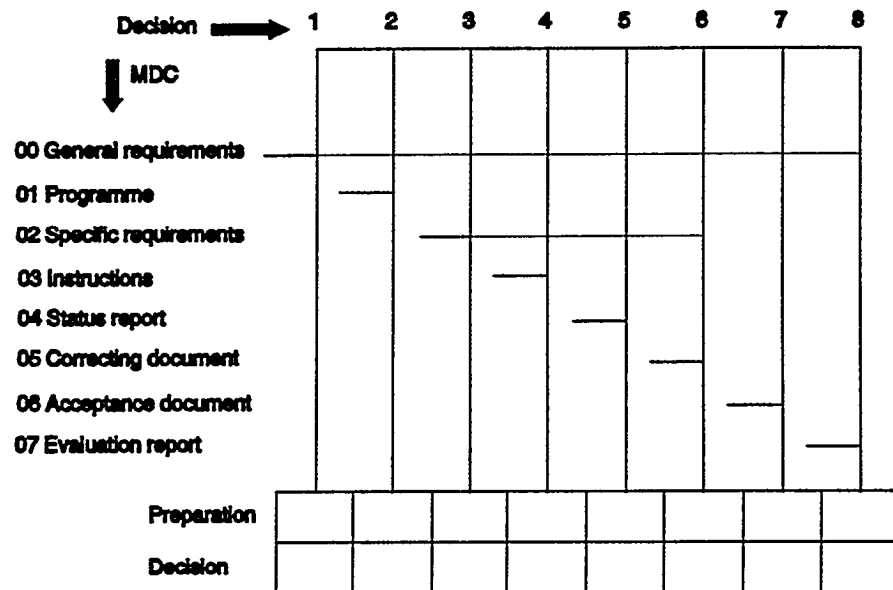 Decision 1 2 3 4 5 6 7 8
MDC
00 General requirements
01 Programme
02 Specific requirements
03 Instructions
04 Status report
05 Correcting document
06 Acceptance document
07 Evaluation report
Preparation
Decision